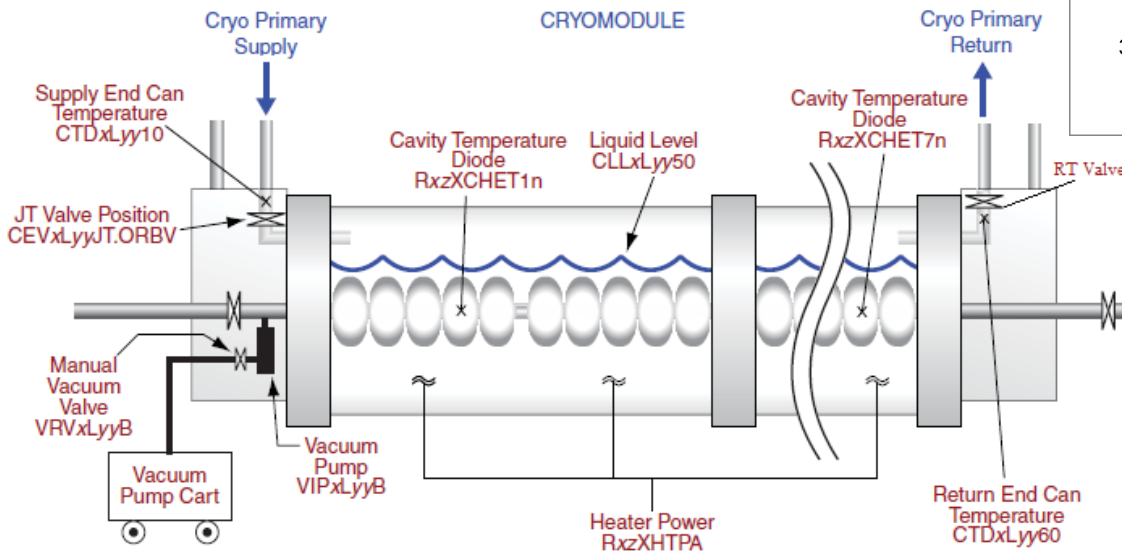 Cryo Primary
Supply
CRYOMODULE
Cryo Primary
Return
3
Supply End Can
Temperature
CTDxLyy10
Cavity Temperature
Diode
RxzXCHET1n
Liquid Level
CLLxLyy50
Cavity Temperature
Diode
RxzXCHET7n
RT Valve
JT Valve Position
CEVxLyyJT.ORBV
Manual
Vacuum
Valve
VRVxLyyB
Vacuum
Pump
VIPxLyyB
Vacuum
Pump Cart
Heater Power
RxzXHTPA
Return End Can
Temperature
CTDxLyy60